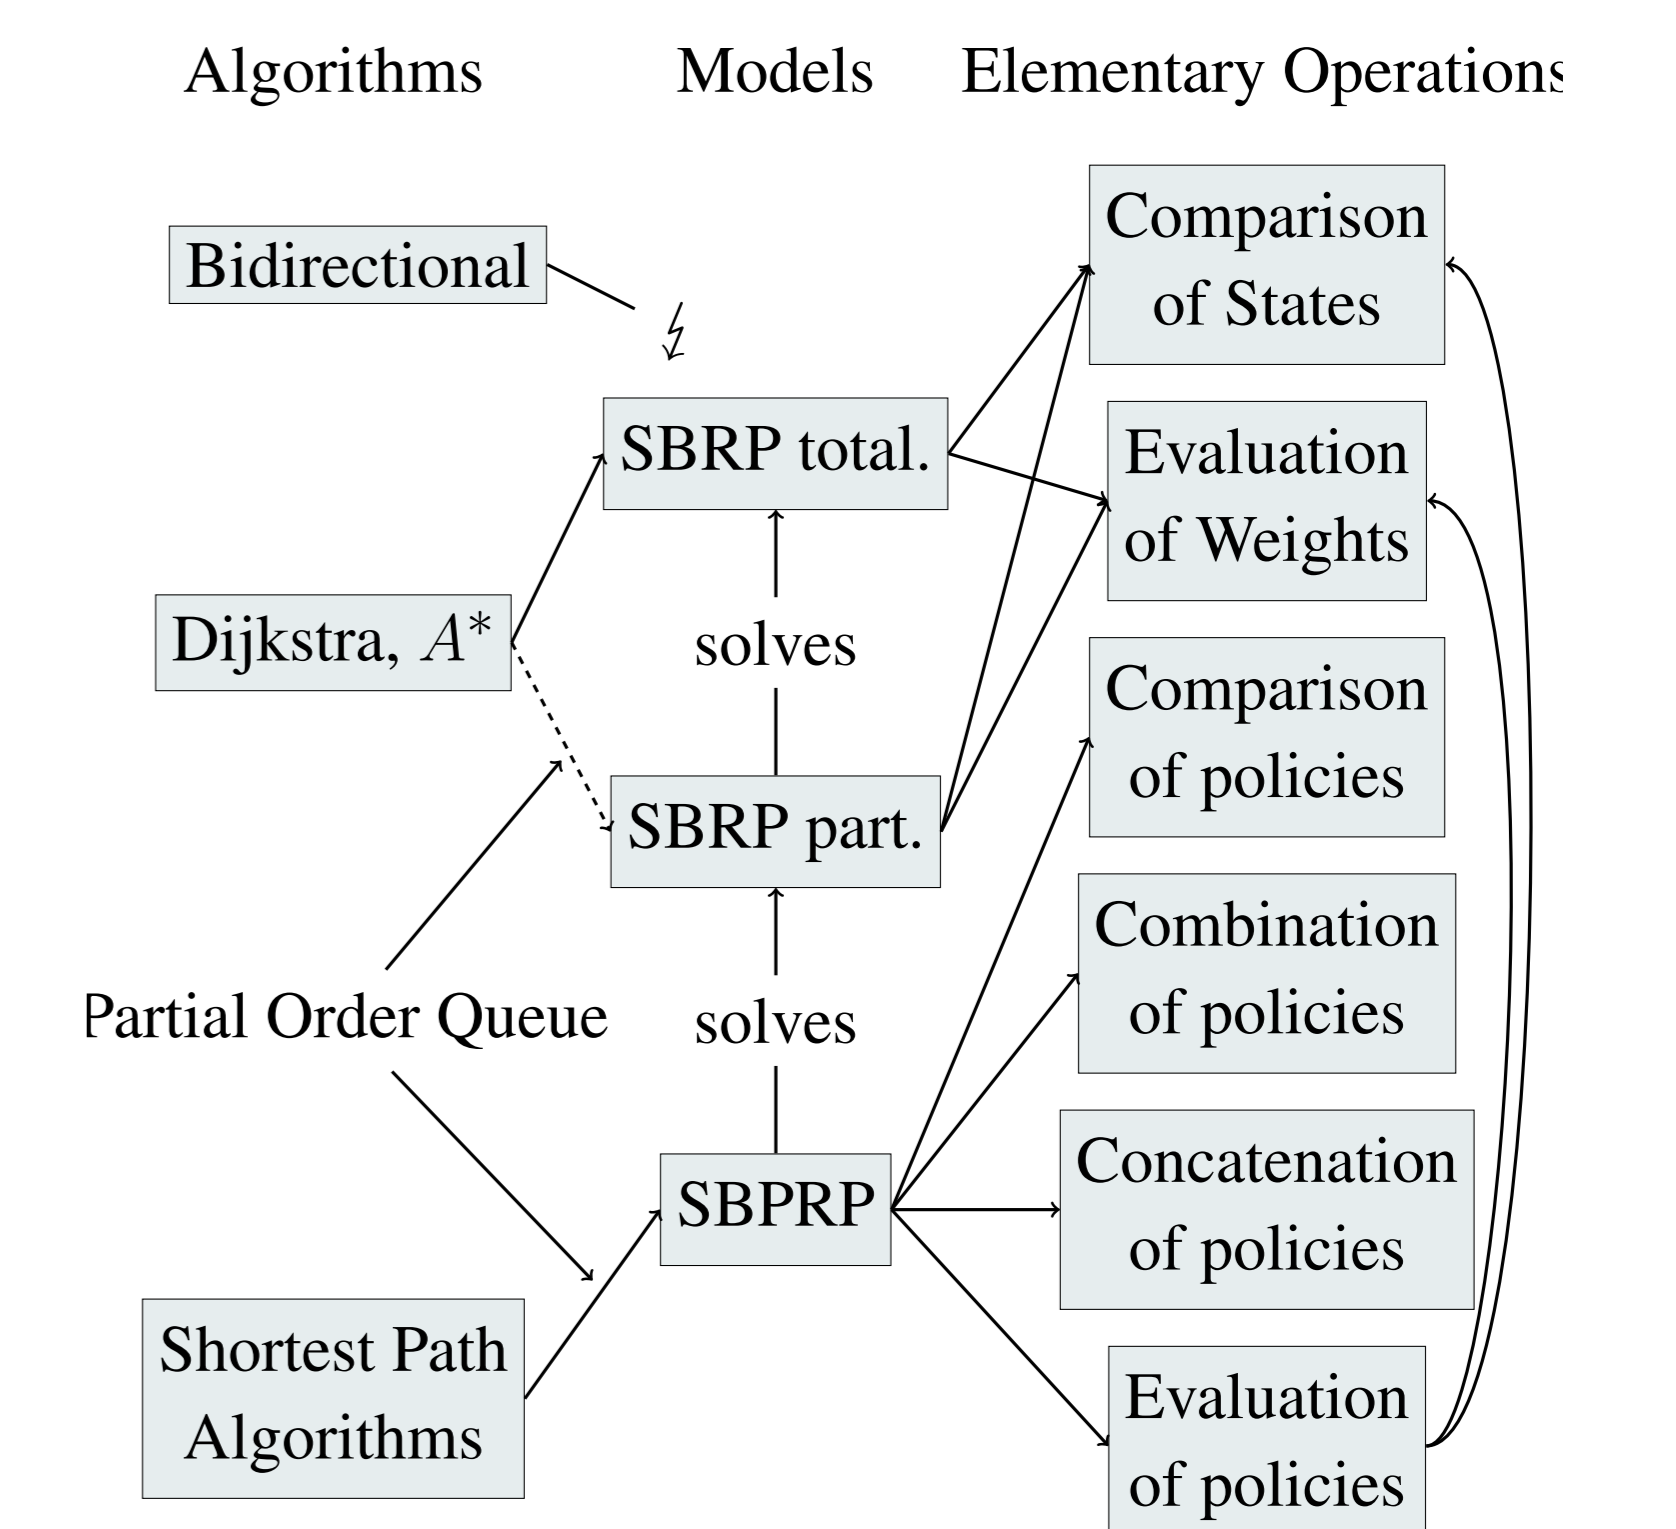 Algorithms Models Elementary Operations
Comparison
of States
Bidirectional
SBRP total.
Evaluation
of Weights
Dijkstra, A*
solves
Comparison
of policies
SBRP part.
Combination
of policies
Partial Order Queue
solves
Concatenation
of policies
SBPRP
Shortest Path
Algorithms
Evaluation
of policies